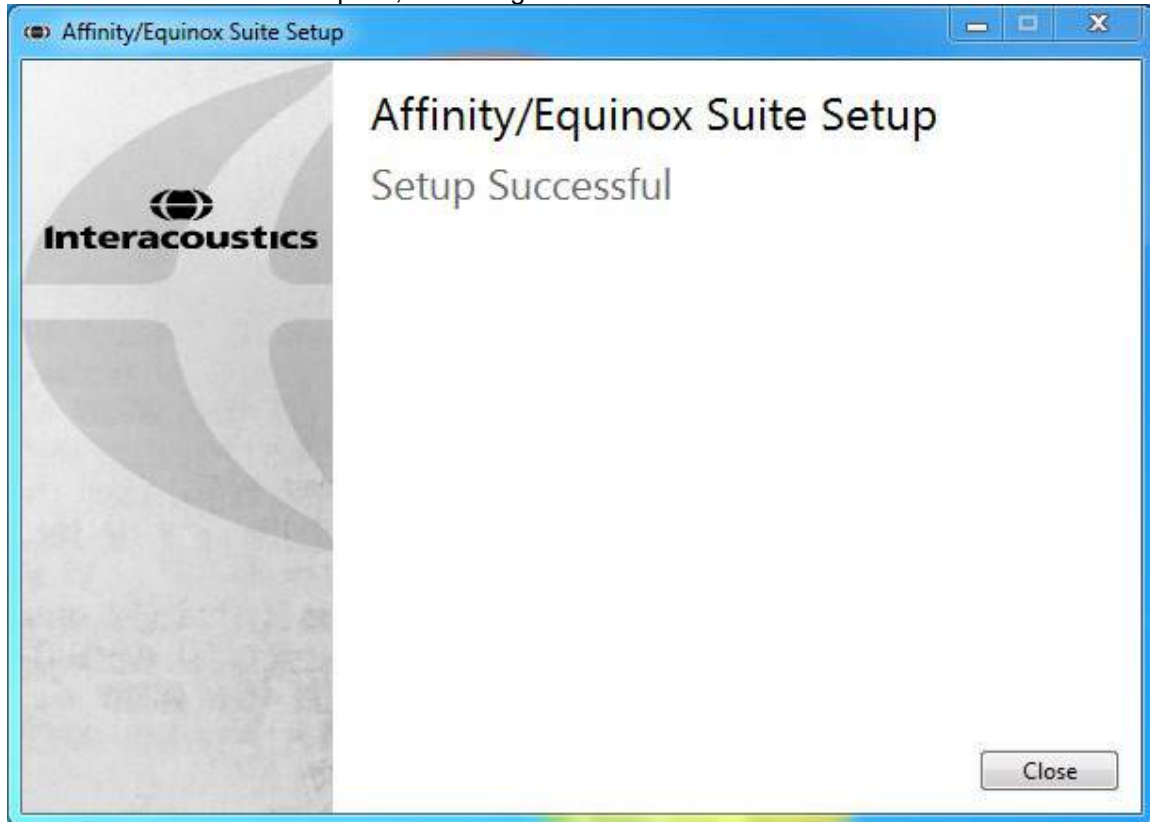 Affinity/Equinox Suite Setup
Affinity/Equinox Suite Setup
Setup Successful
Interacoustics
Close